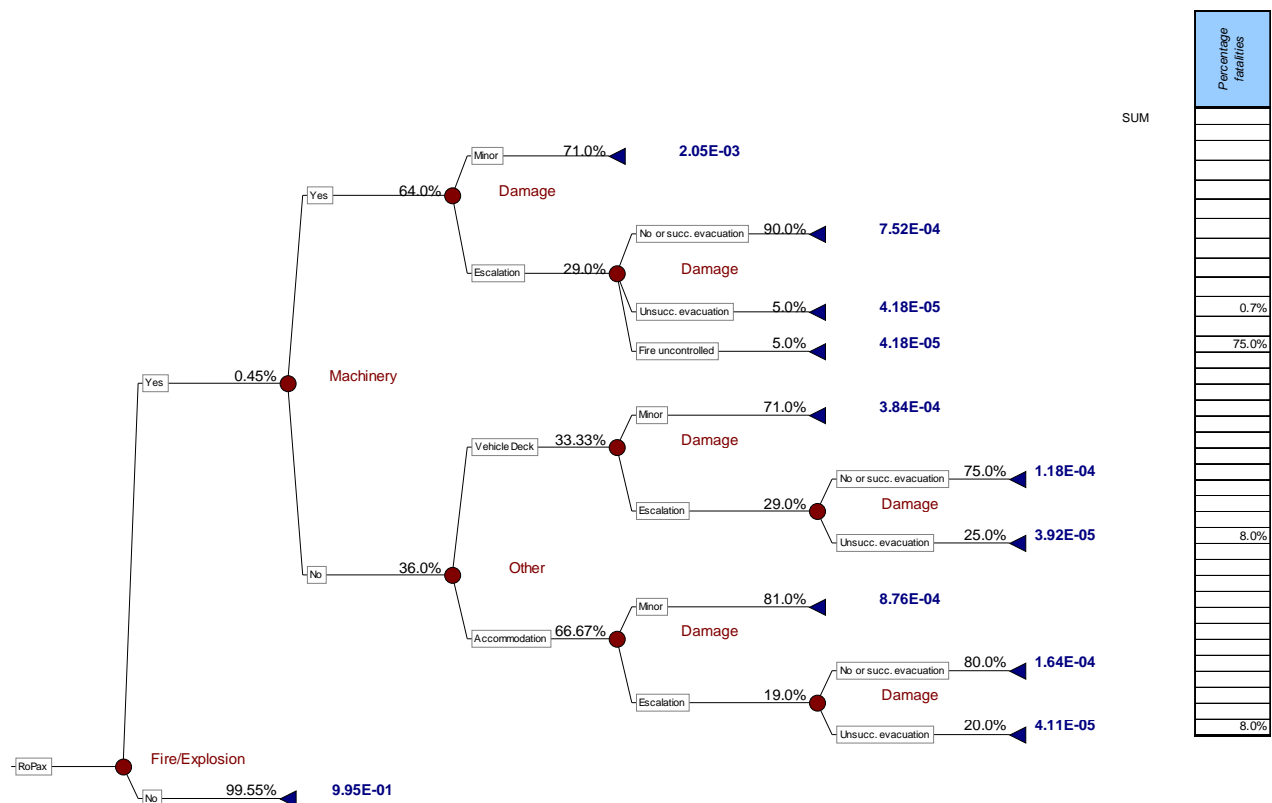 Percentage
fatalities
SUM
Minor 71.0% 2.05E-03
Yes 64.0% Damage
No or succ. evacuation 90.0% 7.52E-04
Escalation 29.0% Damage
Unsucc. evacuation 5.0% 4.18E-05 0.7%
Fire uncontrolled 5.0% 4.18E-05 75.0%
Yes 0.45% Machinery
Minor 71.0% 3.84E-04
Vehicle Deck 33.33% Damage
No or succ. evacuation 75.0% 1.18E-04
Escalation 29.0% Damage
Unsucc. evacuation 25.0% 3.92E-05 8.0%
No 36.0% Other
Minor 81.0% 8.76E-04
Accommodation 66.67% Damage
No or succ. evacuation 80.0% 1.64E-04
Escalation 19.0% Damage
Unsucc. evacuation 20.0% 4.11E-05 8.0%
RoPax Fire/Explosion
No 99.55% 9.95E-01